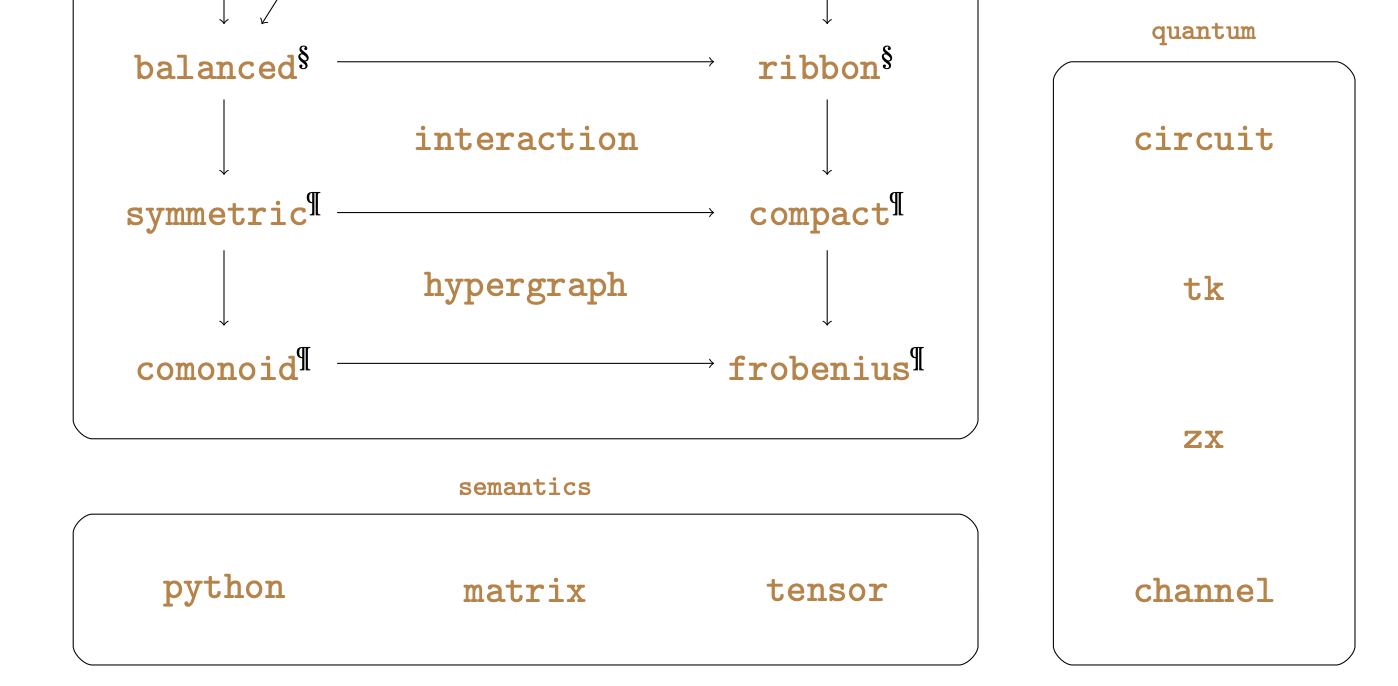 quantum
balanced§ ribbon§
interaction circuit
symmetric¶ compact¶
hypergraph tk
comonoid¶ frobenius¶
zx
semantics
python matrix tensor channel